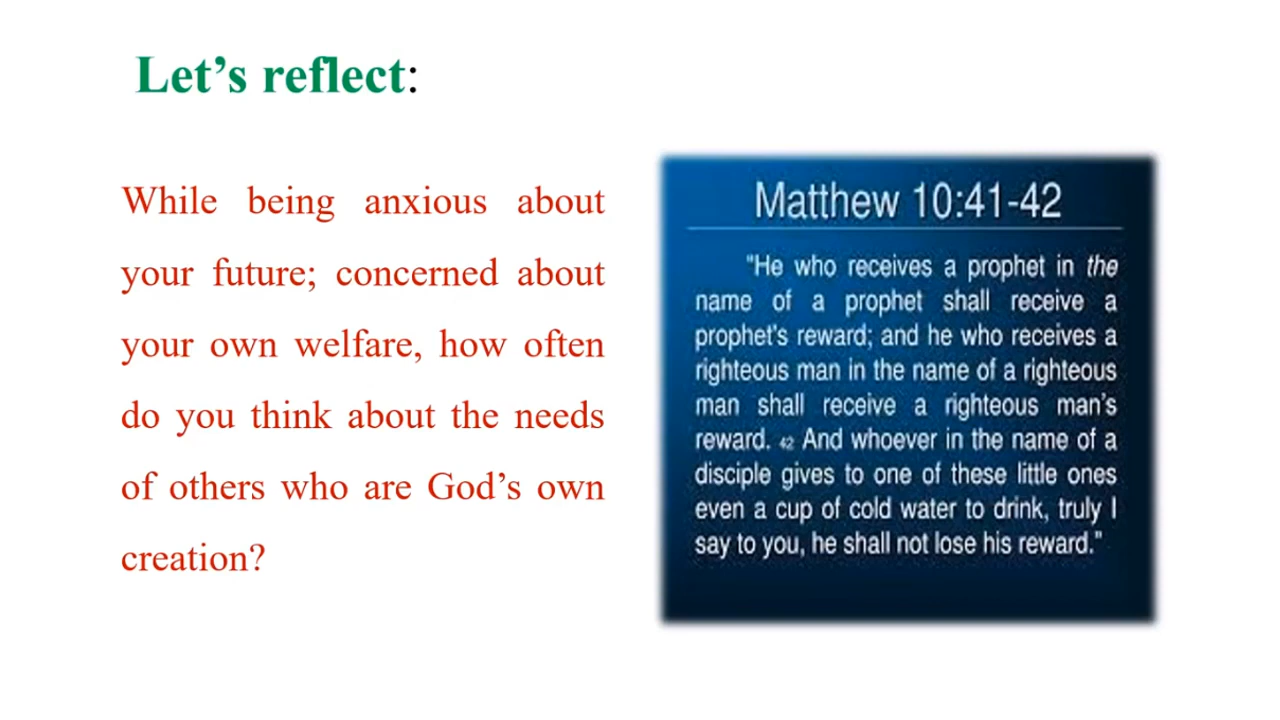 Let’s reflect:
While being anxious about
your future; concerned about
your own welfare, how often
do you think about the needs
of others who are God’s own
creation?
Matthew 10:41-42
"He who receives a prophet in the
name of a prophet shall receive a
prophet's reward; and he who receives a
righteous man in the name of a righteous
man shall receive a righteous man’s
reward. 42 And whoever in the name of a
disciple gives to one of these little ones
even a cup of cold water to drink, truly I
say to you, he shall not lose his reward."